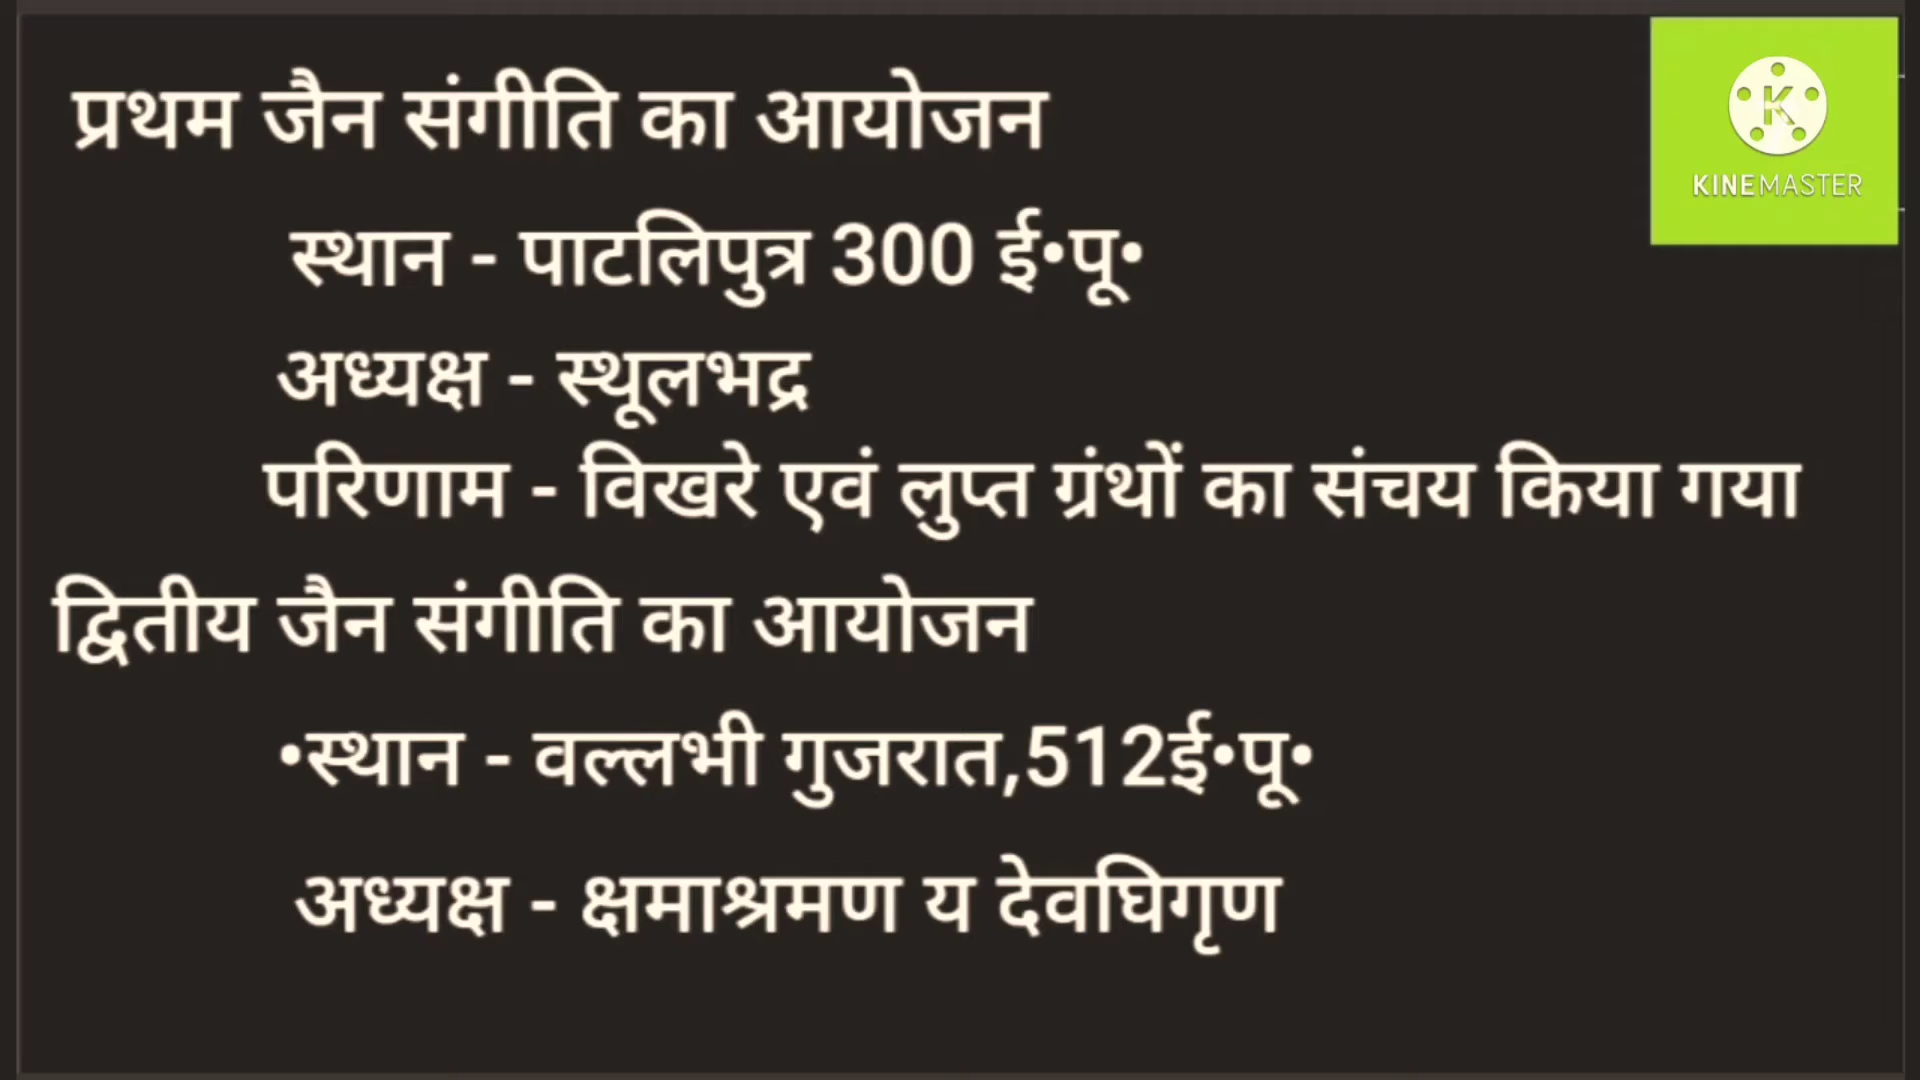 प्रथम जैन संगीति का आयोजन
KINEMASTER
स्थान - पाटलिपुत्र 300 ई•पू•
अध्यक्ष - स्थूलभद्र
परिणाम - विखरे एवं लुप्त ग्रंथों का संचय किया गया
द्वितीय जैन संगीति का आयोजन
•स्थान - वल्लभी गुजरात,512ई•पू•
अध्यक्ष - क्षमाश्रमण य देवघिगृण